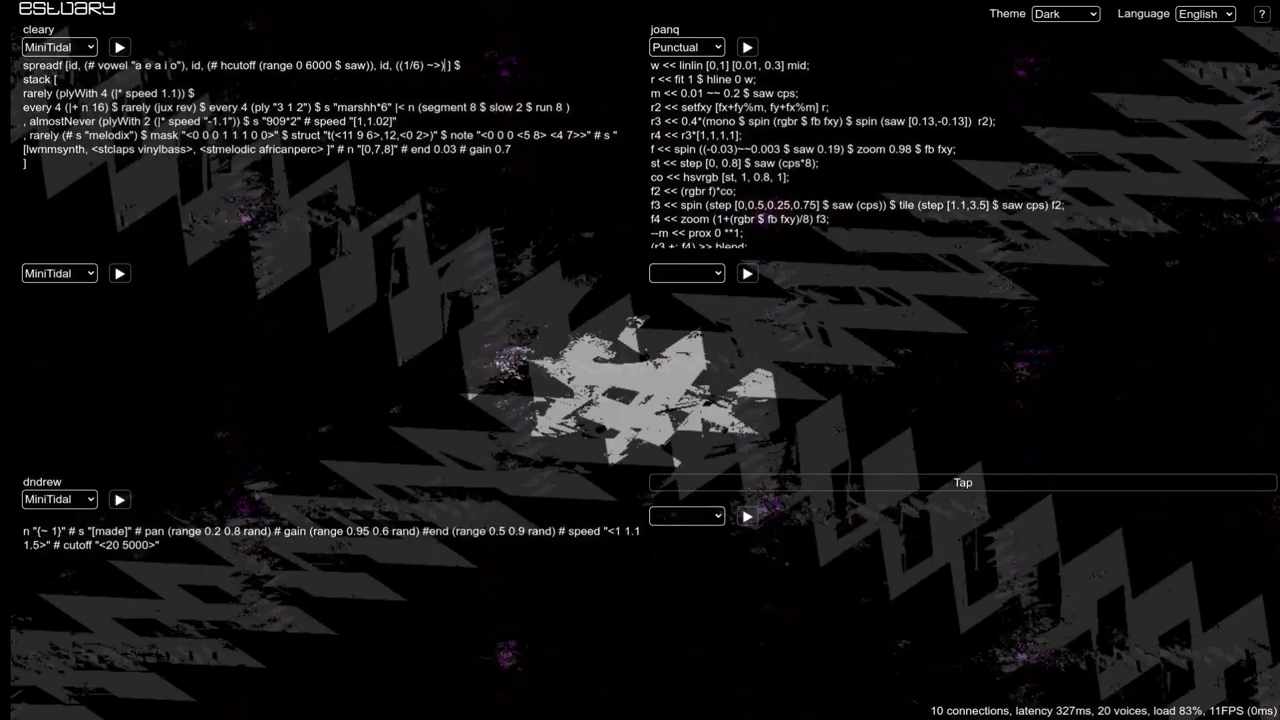 ESTUARY
Theme Dark Language English ?
cleary
MiniTidal
spreadf [id, (# vowel "a e a i o"), id, (# hcutoff (range 0 6000 $ saw)), id, ((1/6) ~>)] $
stack [
rarely (plyWith 4 (|* speed 1.1)) $
every 4 (|+ n 16) $ rarely (jux rev) $ every 4 (ply "3 1 2") $ s "marshh*6" |< n (segment 8 $ slow 2 $ run 8 )
, almostNever (plyWith 2 (|* speed "-1.1")) $ s "909*2" # speed "[1,1.02]"
, rarely (# s "melodix") $ mask "<0 0 0 1 1 1 0 0>" $ struct "t(<11 9 6>,12,<0 2>)" $ note "<0 0 0 <5 8> <4 7>>" # s "
[lwmmsynth, <stclaps vinylbass>, <stmelodic africanperc> ]" # n "[0,7,8]" # end 0.03 # gain 0.7
]
joanq
Punctual
w << linlin [0,1] [0.01, 0.3] mid;
r << fit 1 $ hline 0 w;
m << 0.01 ~~ 0.2 $ saw cps;
r2 << setfxy [fx+fy%m, fy+fx%m] r;
r3 << 0.4*(mono $ spin (rgbr $ fb fxy) $ spin (saw [0.13,-0.13])  r2);
r4 << r3*[1,1,1,1];
f << spin ((-0.03)~~0.003 $ saw 0.19) $ zoom 0.98 $ fb fxy;
st << step [0, 0.8] $ saw (cps*8);
co << hsvrgb [st, 1, 0.8, 1];
f2 << (rgbr f)*co;
f3 << spin (step [0,0.5,0.25,0.75] $ saw (cps)) $ tile (step [1.1,3.5] $ saw cps) f2;
f4 << zoom (1+(rgbr $ fb fxy)/8) f3;
--m << prox 0 **1;
(r3 +: f4) >> blend;
MiniTidal
dndrew
MiniTidal
n "{~ 1}" # s "[made]" # pan (range 0.2 0.8 rand) # gain (range 0.95 0.6 rand) #end (range 0.5 0.9 rand) # speed "<1 1.1
1.5>" # cutoff "<20 5000>"
Tap
10 connections, latency 327ms, 20 voices, load 83%, 11FPS (0ms)